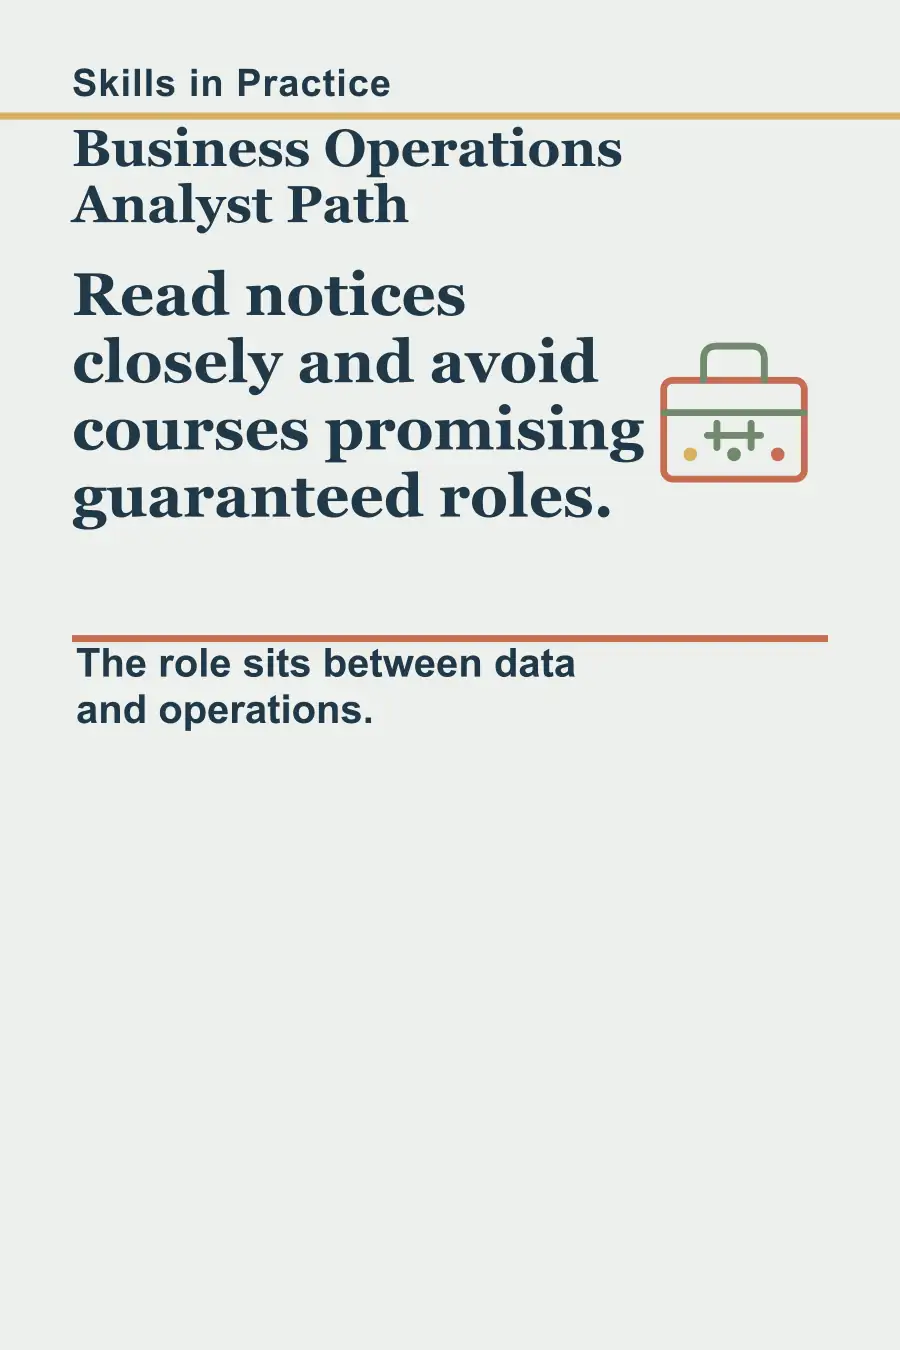 Skills in Practice
Business Operations
Analyst Path
Read notices
closely and avoid
courses promising
guaranteed roles.
The role sits between data
and operations.